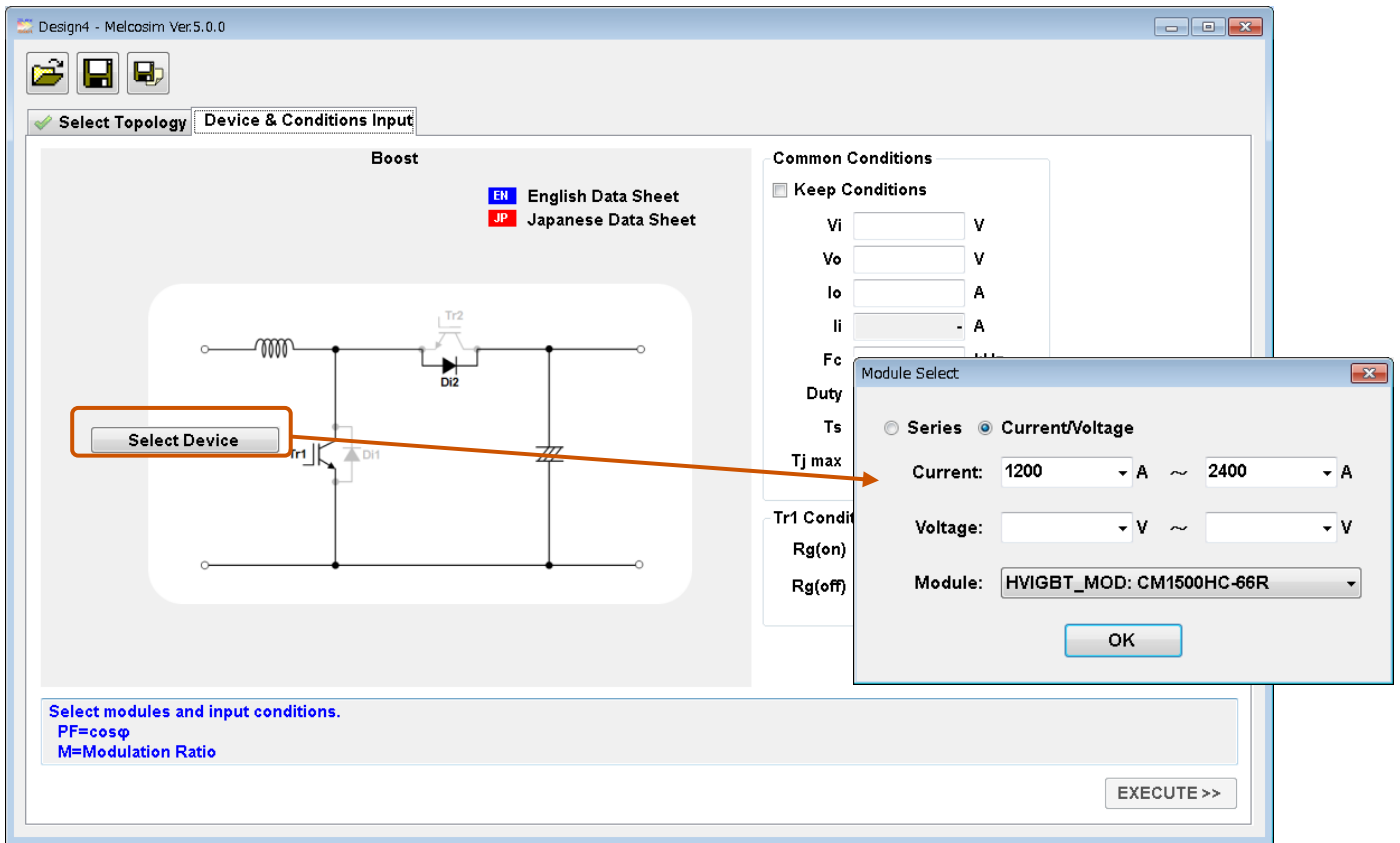 Design4 - Melcosim Ver.5.0.0
Select Topology
Device & Conditions Input
Boost
EN English Data Sheet
JP Japanese Data Sheet
Tr2
Di2
Select Device
Tr1
Di1
Common Conditions
Keep Conditions
Vi V
Vo V
Io A
Ii - A
Fc
Duty
Ts
Tj max
Tr1 Condit
Rg(on)
Rg(off)
Module Select
Series Current/Voltage
Current: 1200 A ～ 2400 A
Voltage: V ～ V
Module: HVIGBT_MOD: CM1500HC-66R
OK
Select modules and input conditions.
PF=cosφ
M=Modulation Ratio
EXECUTE >>